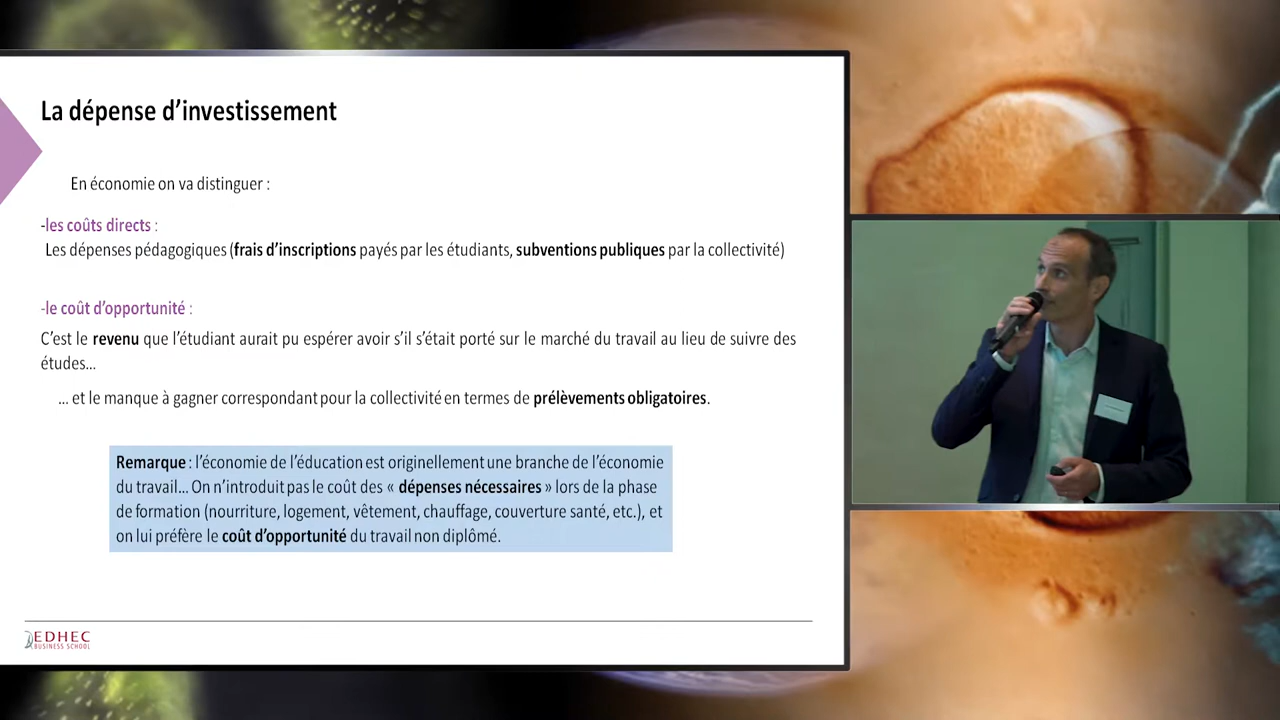 La dépense d'investissement
En économie on va distinguer :
-les coûts directs :
Les dépenses pédagogiques (frais d'inscriptions payés par les étudiants, subventions publiques par la collectivité)
-le coût d'opportunité :
C'est le revenu que l'étudiant aurait pu espérer avoir s'il s'était porté sur le marché du travail au lieu de suivre des
études...
... et le manque à gagner correspondant pour la collectivité en termes de prélèvements obligatoires.
Remarque : l'économie de l'éducation est originellement une branche de l'économie
du travail... On n'introduit pas le coût des « dépenses nécessaires » lors de la phase
de formation (nourriture, logement, vêtement, chauffage, couverture santé, etc.), et
on lui préfère le coût d'opportunité du travail non diplômé.
EDHEC
BUSINESS SCHOOL